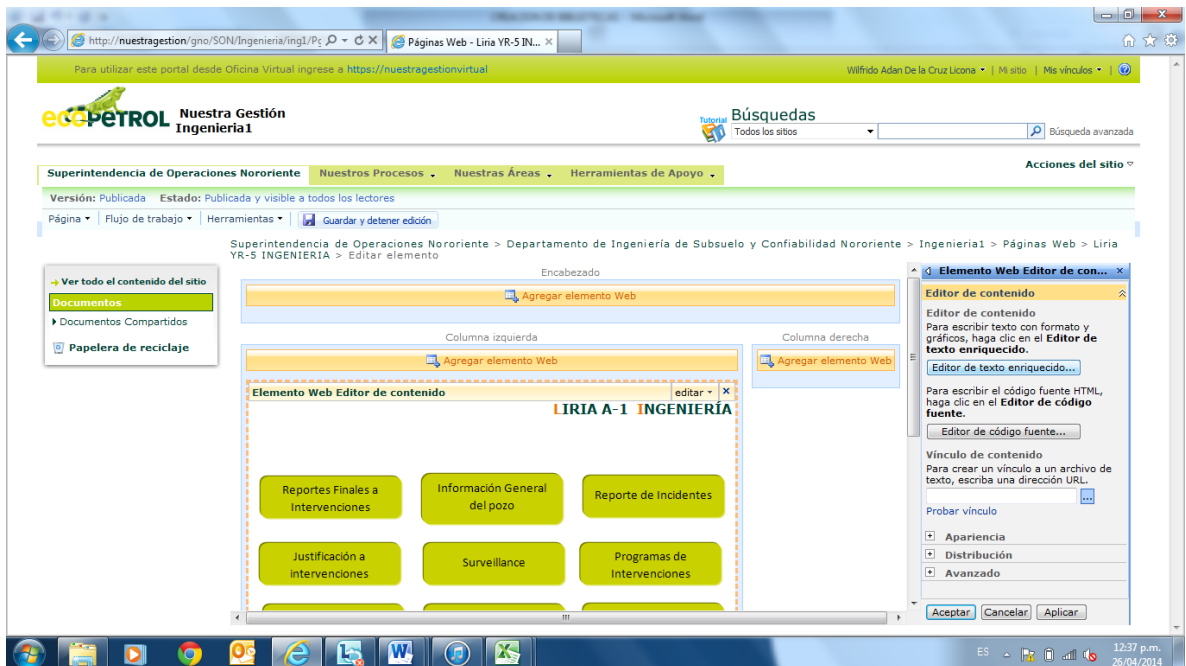 http://nuestragestion/gno/SON/Ingenieria/ing1/Pç
Páginas Web - Liria YR-5 IN...
Para utilizar este portal desde Oficina Virtual ingrese a https://nuestragestionvirtual
Wilfrido Adan De la Cruz Licona | Mi sitio | Mis vínculos |
ecopetrol
Nuestra Gestión
Ingenieria1
Tutorial
Búsquedas
Todos los sitios
Búsqueda avanzada
Acciones del sitio
Superintendencia de Operaciones Nororiente Nuestros Procesos Nuestras Áreas Herramientas de Apoyo
Versión: Publicada Estado: Publicada y visible a todos los lectores
Página Flujo de trabajo Herramientas Guardar y detener edición
Superintendencia de Operaciones Nororiente > Departamento de Ingeniería de Subsuelo y Confiabilidad Nororiente > Ingenieria1 > Páginas Web > Liria
YR-5 INGENIERIA > Editar elemento
Ver todo el contenido del sitio
Documentos
Documentos Compartidos
Papelera de reciclaje
Encabezado
Agregar elemento Web
Columna izquierda
Agregar elemento Web
Columna derecha
Agregar elemento Web
Elemento Web Editor de contenido
editar
LIRIA A-1 INGENIERÍA
Reportes Finales a
Intervenciones
Información General
del pozo
Reporte de Incidentes
Justificación a
intervenciones
Surveillance
Programas de
Intervenciones
Elemento Web Editor de con...
Editor de contenido
Editor de contenido
Para escribir texto con formato y
gráficos, haga clic en el Editor de
texto enriquecido.
Editor de texto enriquecido...
Para escribir el código fuente HTML,
haga clic en el Editor de código
fuente.
Editor de código fuente...
Vínculo de contenido
Para crear un vínculo a un archivo de
texto, escriba una dirección URL.
...
Probar vínculo
Apariencia
Distribución
Avanzado
Aceptar Cancelar Aplicar
ES
12:37 p.m.
26/04/2014